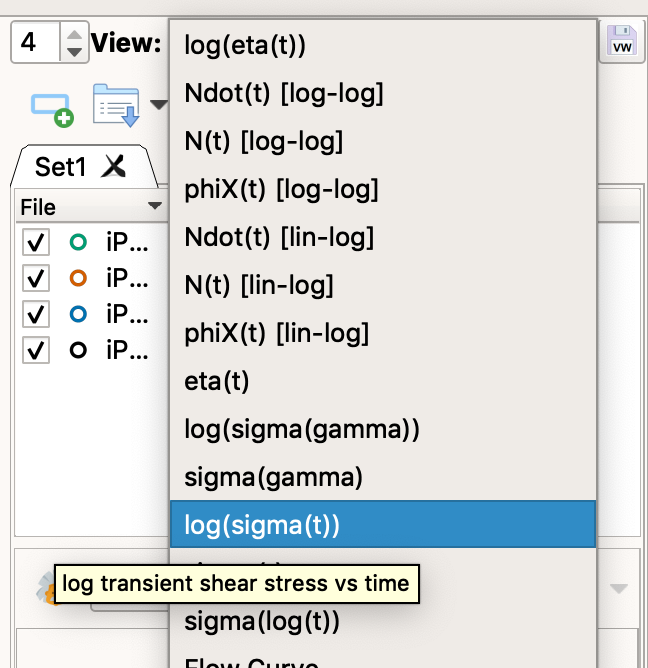 4 View:
VW
log(eta(t))
Ndot(t) [log-log]
N(t) [log-log]
phiX(t) [log-log]
Ndot(t) [lin-log]
N(t) [lin-log]
phiX(t) [lin-log]
eta(t)
log(sigma(gamma))
sigma(gamma)
log(sigma(t))
sigma(log(t))
Flow Curve
Set1
File
iP...
iP...
iP...
iP...
log transient shear stress vs time